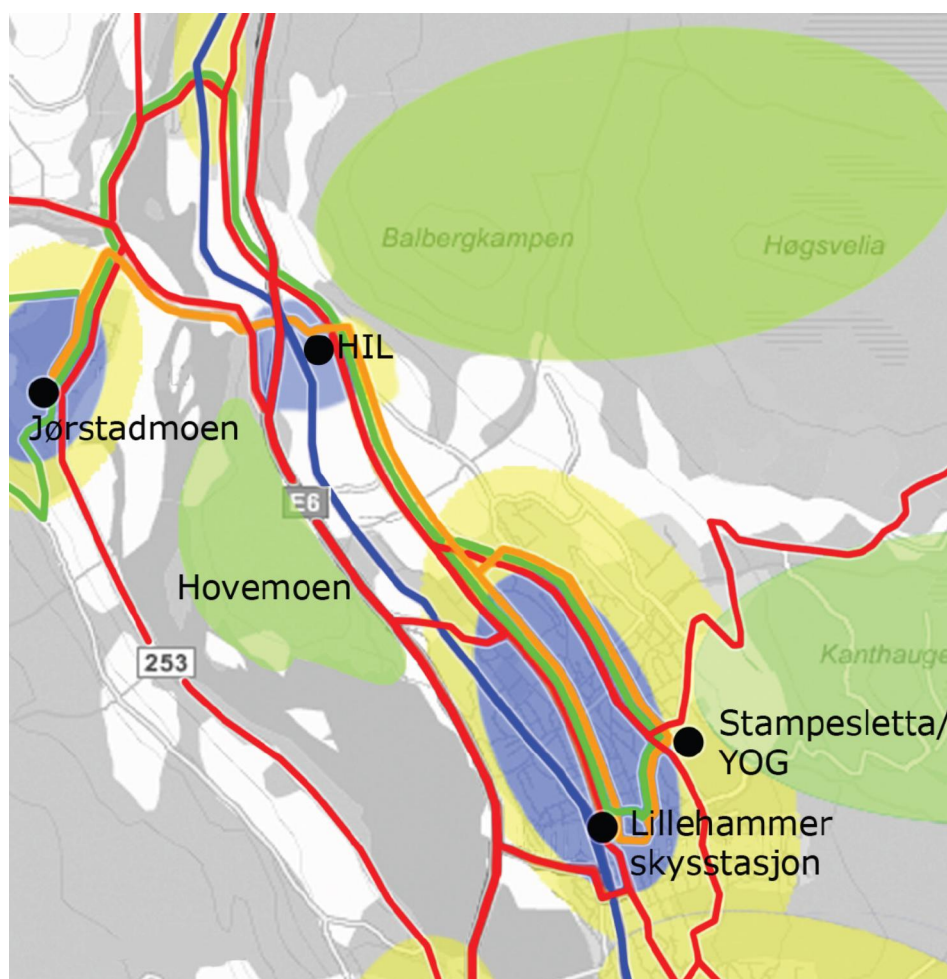 Balbergkampen
Høgsvelia
HIL
Jørstadmoen
E6
Hovemoen
253
Kanthauge
Stampesletta/
YOG
Lillehammer
skysstasjon